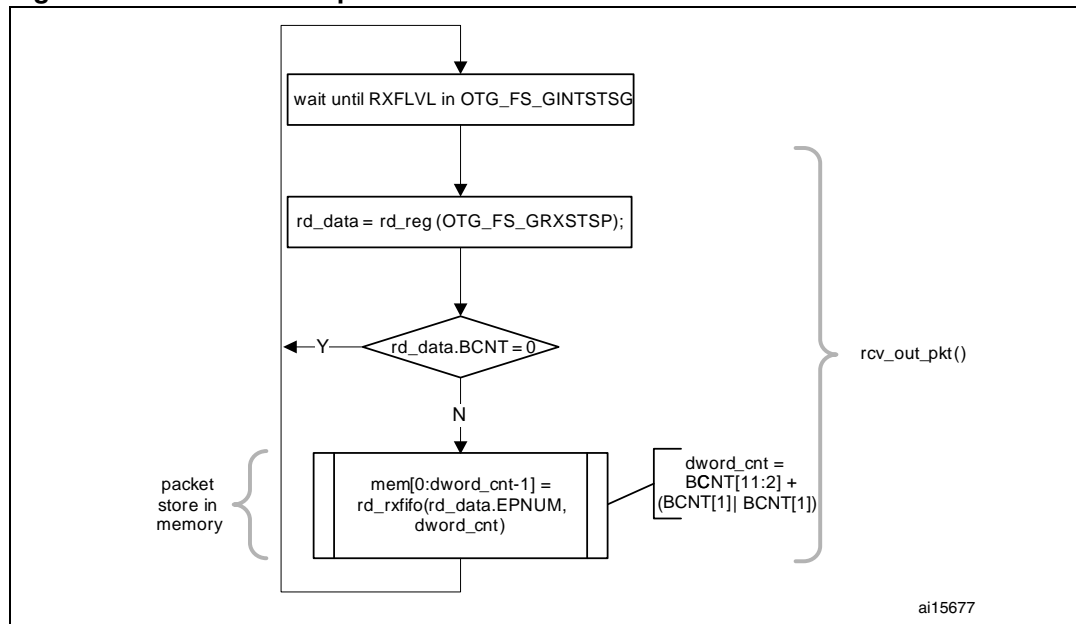 wait until RXFLVL in OTG_FS_GINTSTSG
rd_data = rd_reg (OTG_FS_GRXSTSP);
rd_data.BCNT = 0
Y
N
rcv_out_pkt()
packet
store in
memory
mem[0:dword_cnt-1] =
rd_rxfifo(rd_data.EPNUM,
dword_cnt)
dword_cnt =
BCNT[11:2] +
(BCNT[1]| BCNT[1])
ai15677